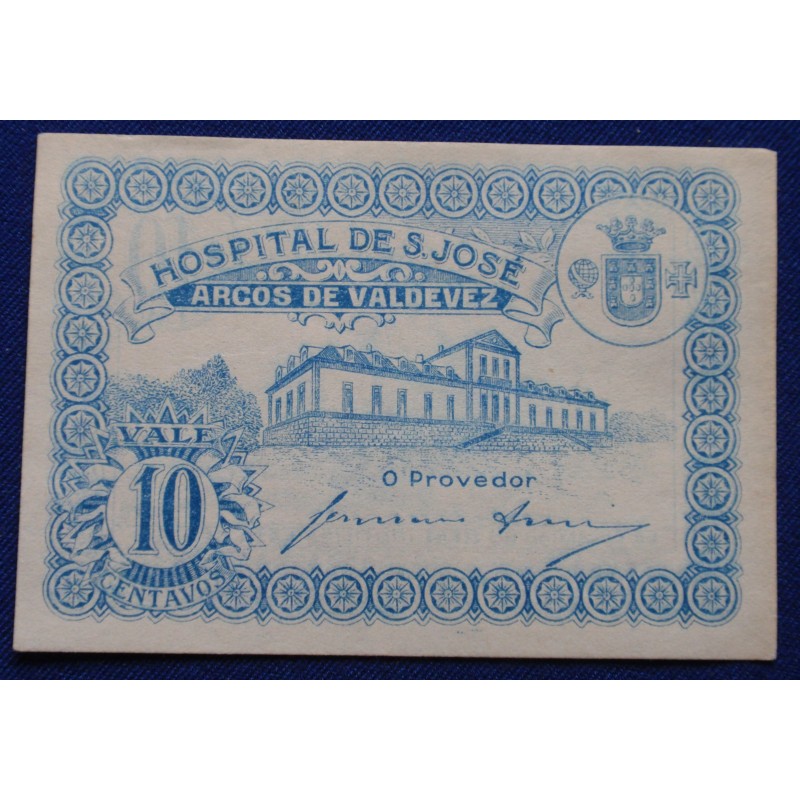 HOSPITAL DE S. JOSÉ
ARCOS DE VALDEVEZ
VALE
10
CENTAVOS
O Provedor